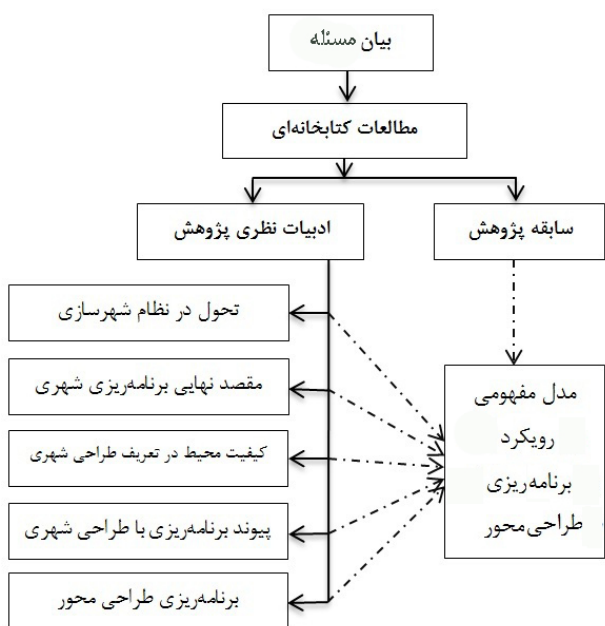 بیان مسئله
مطالعات کتابخانه‌ای
سابقه پژوهش
ادبیات نظری پژوهش
تحول در نظام شهرسازی
مقصد نهایی برنامه‌ریزی شهری
کیفیت محیط در تعریف طراحی شهری
پیوند برنامه‌ریزی با طراحی شهری
برنامه‌ریزی طراحی محور
مدل مفهومی
رویکرد
برنامه‌ریزی
طراحی‌محور